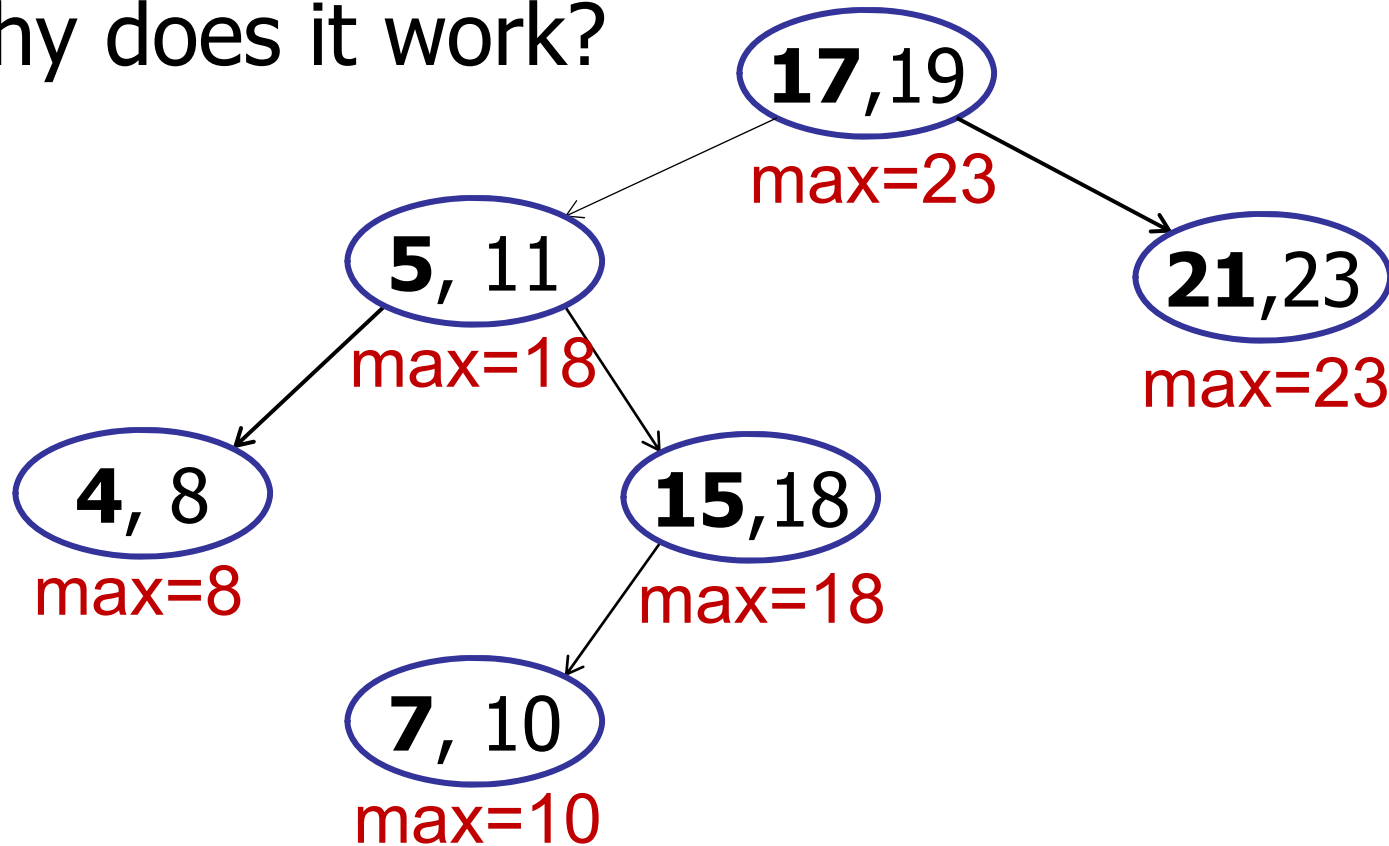 hy does it work?
17,19
max=23
5, 11
max=18
21,23
max=23
4, 8
max=8
15,18
max=18
7, 10
max=10